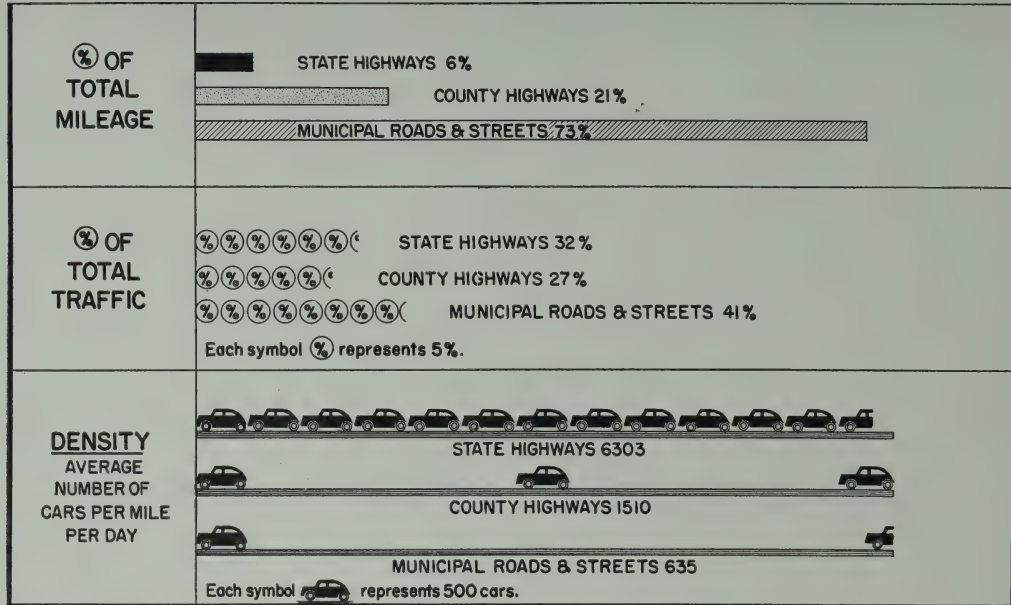 % OF
TOTAL
MILEAGE
STATE HIGHWAYS 6%
COUNTY HIGHWAYS 21%
MUNICIPAL ROADS & STREETS 73%
% OF
TOTAL
TRAFFIC
%%%%%%
STATE HIGHWAYS 32%
%%%%%
COUNTY HIGHWAYS 27%
%%%%%%%%
MUNICIPAL ROADS & STREETS 41%
Each symbol % represents 5%.
DENSITY
AVERAGE
NUMBER OF
CARS PER MILE
PER DAY
STATE HIGHWAYS 6303
COUNTY HIGHWAYS 1510
MUNICIPAL ROADS & STREETS 635
Each symbol represents 500 cars.